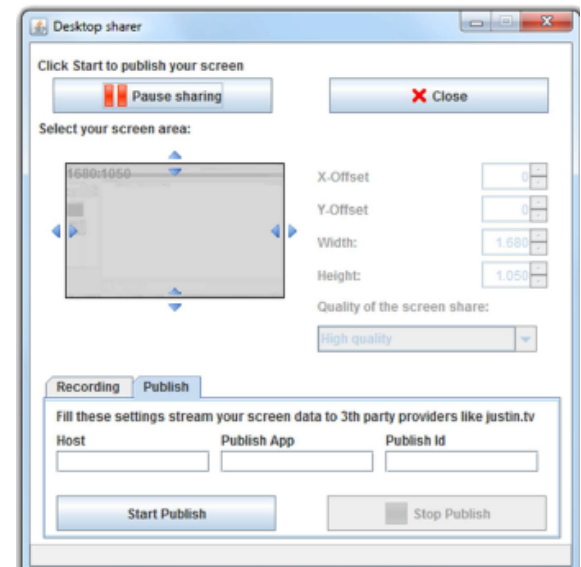 Desktop sharer
Click Start to publish your screen
Pause sharing
Close
Select your screen area:
1680:1050
X-Offset 0
Y-Offset 0
Width: 1.680
Height: 1.050
Quality of the screen share:
High quality
Recording Publish
Fill these settings stream your screen data to 3th party providers like justin.tv
Host Publish App Publish Id
Start Publish Stop Publish